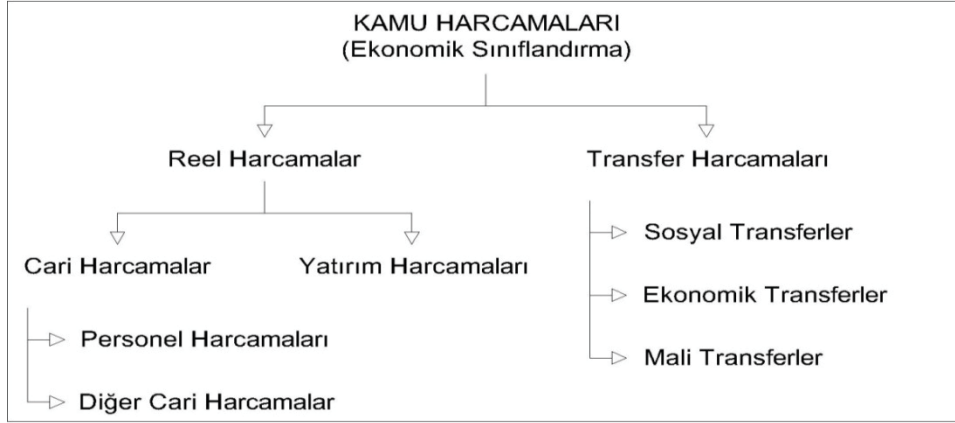 KAMU HARCAMALARI
(Ekonomik Sınıflandırma)
Reel Harcamalar
Transfer Harcamaları
Cari Harcamalar
Yatırım Harcamaları
Personel Harcamaları
Diğer Cari Harcamalar
Sosyal Transferler
Ekonomik Transferler
Mali Transferler